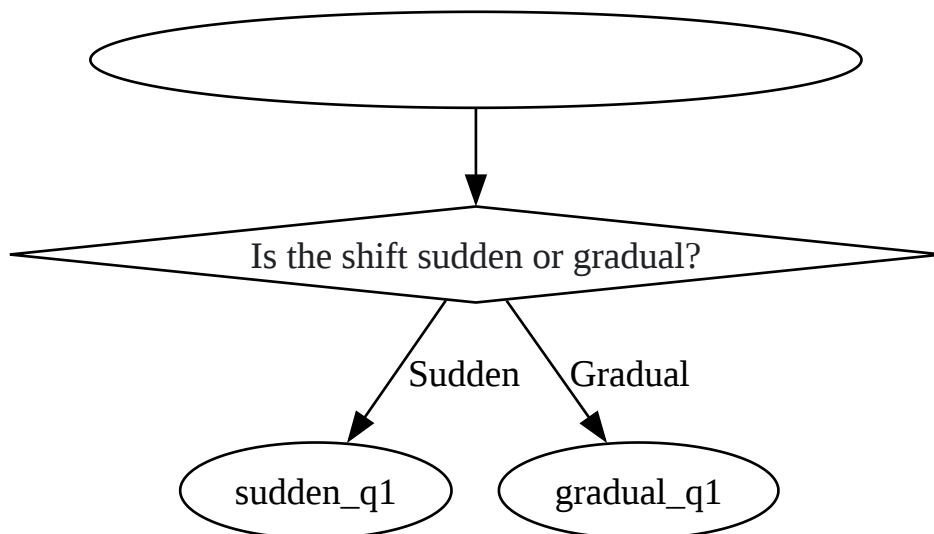 Is the shift sudden or gradual?
Sudden
Gradual
sudden_q1
gradual_q1